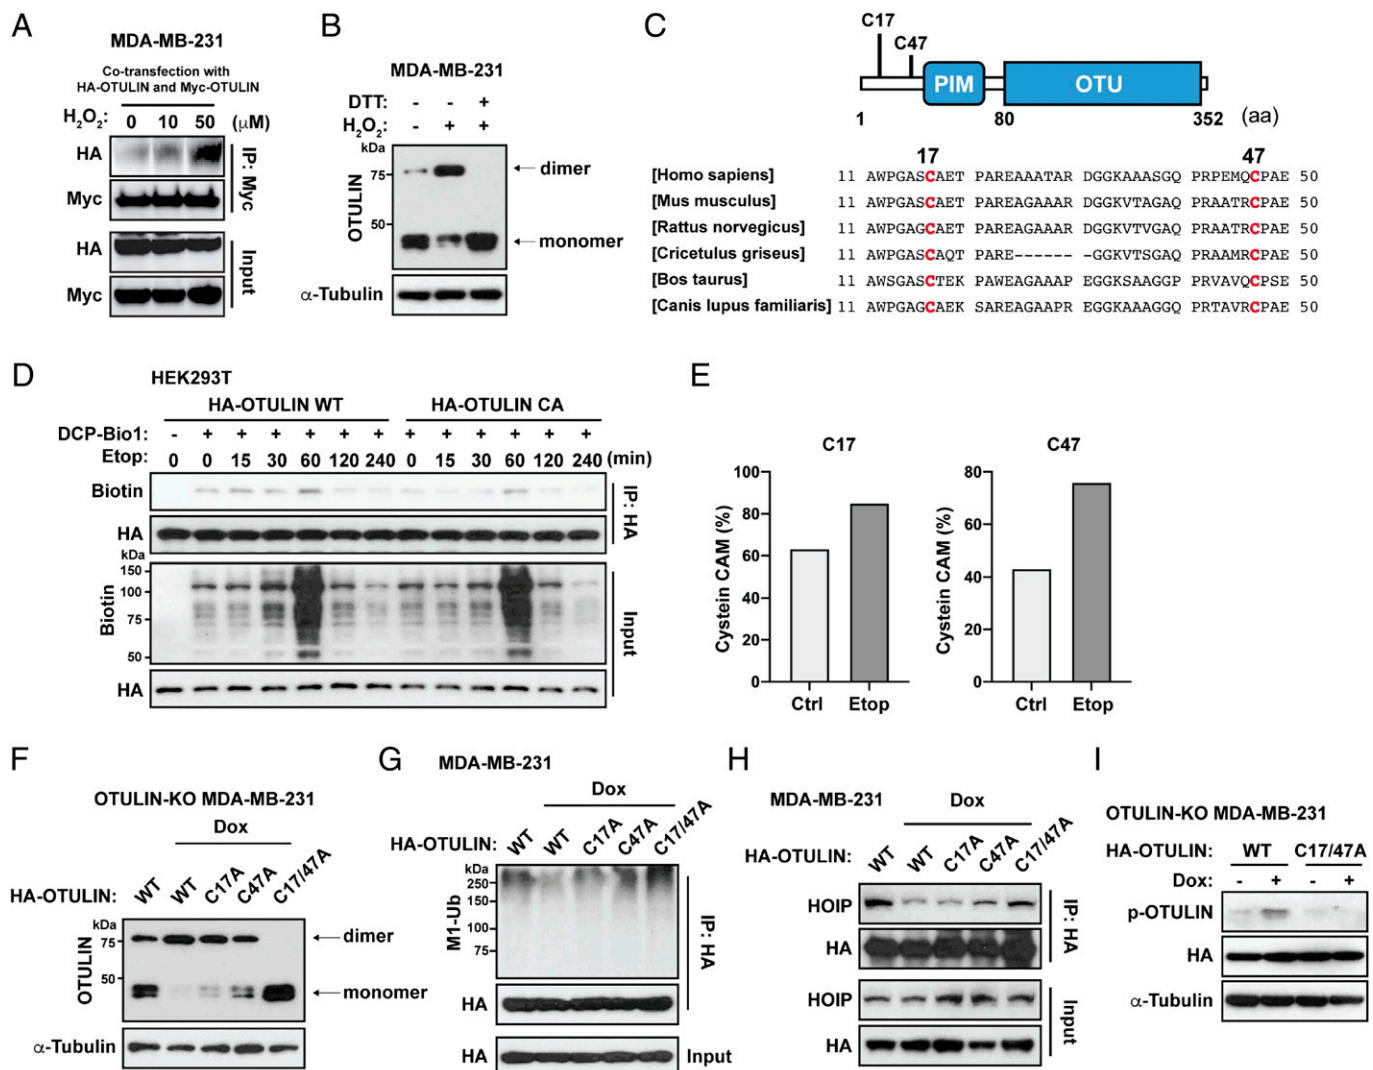 A
MDA-MB-231
Co-transfection with
HA-OTULIN and Myc-OTULIN
H2O2: 0 10 50 (μM)
HA
Myc
IP: Myc
HA
Myc
Input
B
MDA-MB-231
DTT: - - +
H2O2: - + +
kDa
75
50
OTULIN
dimer
monomer
α-Tubulin
C
C17
C47
PIM
OTU
1 80 352 (aa)
17 47
[Homo sapiens] 11 AWPGASCAET PAREAAATAR DGGKAAASGQ PRPEMQCPAE 50
[Mus musculus] 11 AWPGASCAET PAREAGAAAR DGGKVTAGAQ PRAATRCPAE 50
[Rattus norvegicus] 11 AWPGAGCAET PAREAGAAAR DGGKVTVGAQ PRAATRCPAE 50
[Cricetulus griseus] 11 AWPGASCAQT PARE------ -GGKVTSGAQ PRAAMRCPAE 50
[Bos taurus] 11 AWSGASCTEK PAWEAGAAAP EGGKSAAGGP PRVAVQCPSE 50
[Canis lupus familiaris] 11 AWPGAGCAEK SAREAGAAPR EGGKAAAGGQ PRTAVRCPAE 50
D
HEK293T
HA-OTULIN WT HA-OTULIN CA
DCP-Bio1: - + + + + + + + + + + + +
Etop: 0 0 15 30 60 120 240 0 15 30 60 120 240 (min)
Biotin
HA
IP: HA
kDa
150
100
75
50
Biotin
HA
Input
E
C17
Cystein CAM (%)
100
80
60
40
20
0
Ctrl Etop
C47
Cystein CAM (%)
80
60
40
20
0
Ctrl Etop
F
OTULIN-KO MDA-MB-231
Dox
HA-OTULIN: WT WT C17A C47A C17/47A
kDa
75
50
OTULIN
dimer
monomer
α-Tubulin
G
MDA-MB-231
Dox
HA-OTULIN: WT WT C17A C47A C17/47A
kDa
250
150
100
75
M1-Ub
HA
IP: HA
HA
Input
H
MDA-MB-231
Dox
HA-OTULIN: WT WT C17A C47A C17/47A
HOIP
HA
IP: HA
HOIP
HA
Input
I
OTULIN-KO MDA-MB-231
HA-OTULIN: WT C17/47A
Dox: - + - +
p-OTULIN
HA
α-Tubulin